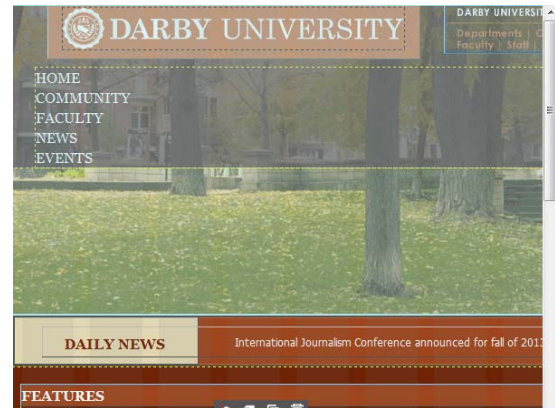 DARBY UNIVERSITY
DARBY UNIVERSI
Departments |
Faculty | Staff |
HOME
COMMUNITY
FACULTY
NEWS
EVENTS
DAILY NEWS
International Journalism Conference announced for fall of 2013
FEATURES